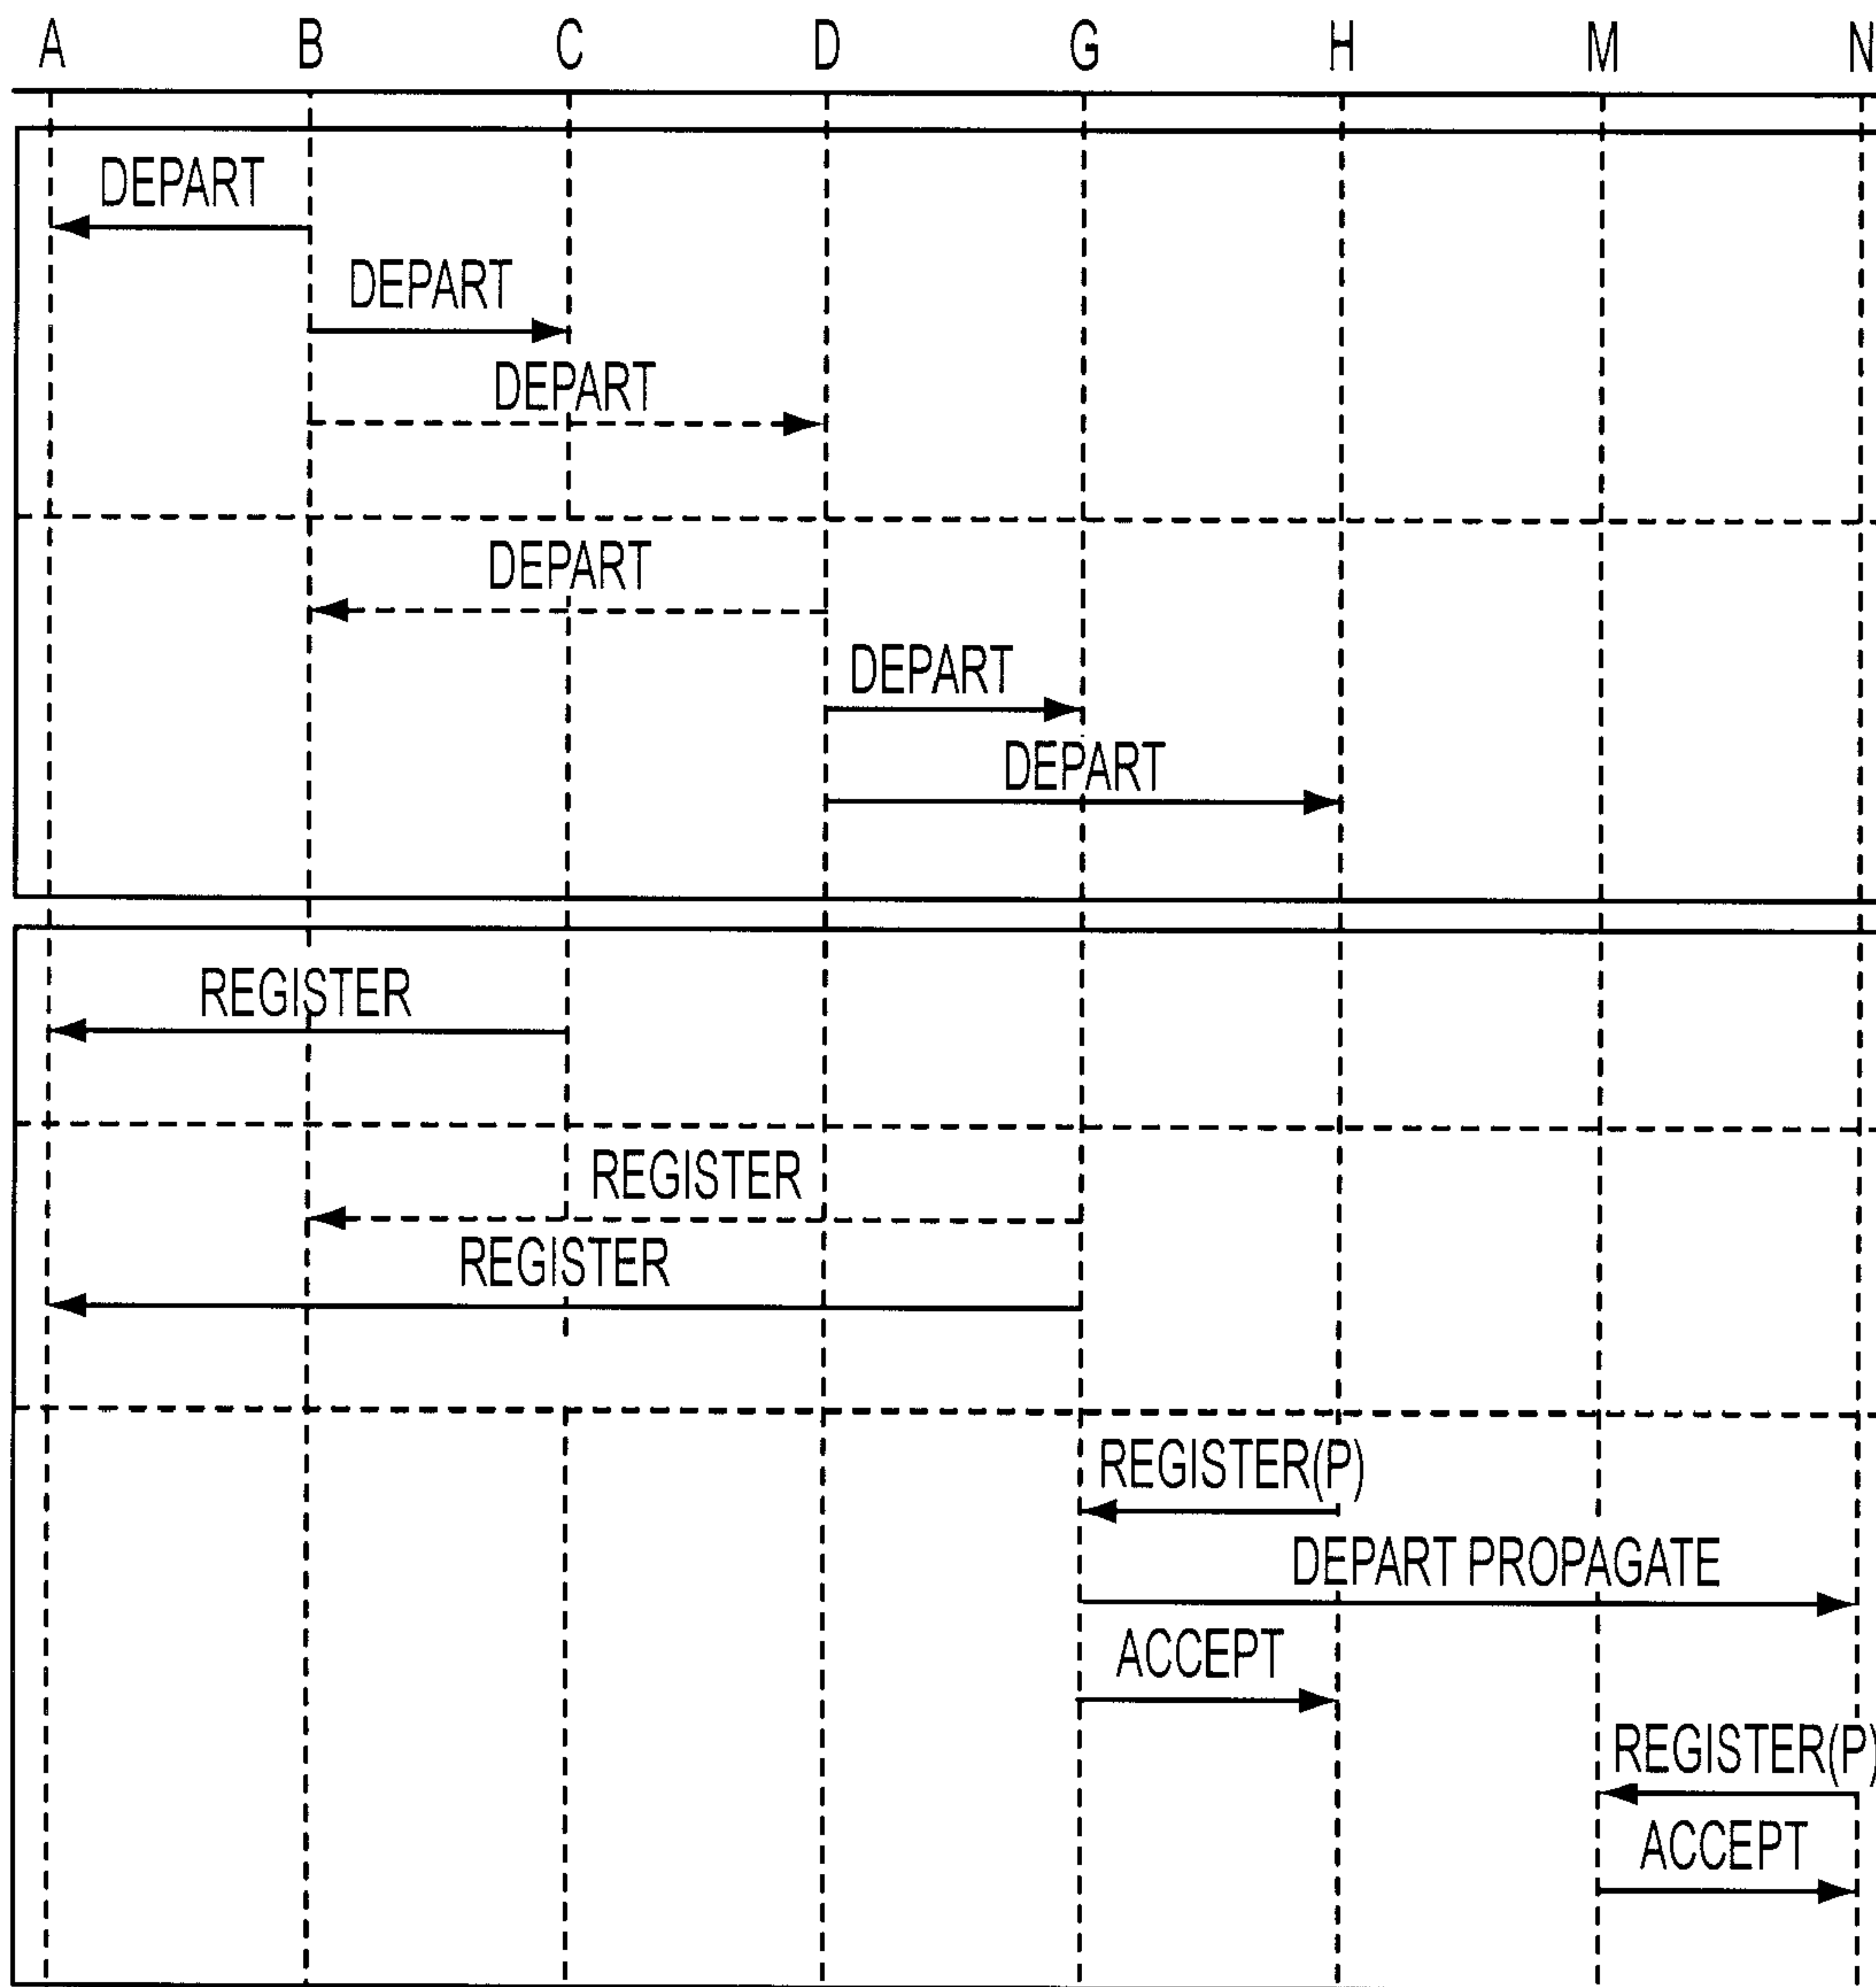 A B C D G H M N
DEPART
DEPART
DEPART
DEPART
DEPART
DEPART
REGISTER
REGISTER
REGISTER
REGISTER(P)
DEPART PROPAGATE
ACCEPT
REGISTER(P)
ACCEPT